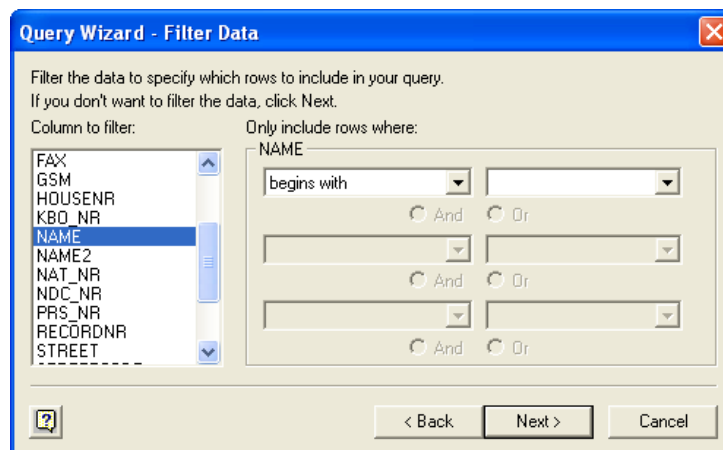 Query Wizard - Filter Data
Filter the data to specify which rows to include in your query.
If you don't want to filter the data, click Next.
Column to filter:
Only include rows where:
FAX
GSM
HOUSENR
KBO_NR
NAME
NAME2
NAT_NR
NDC_NR
PRS_NR
RECORDNR
STREET
NAME
begins with
And Or
And Or
And Or
< Back Next > Cancel